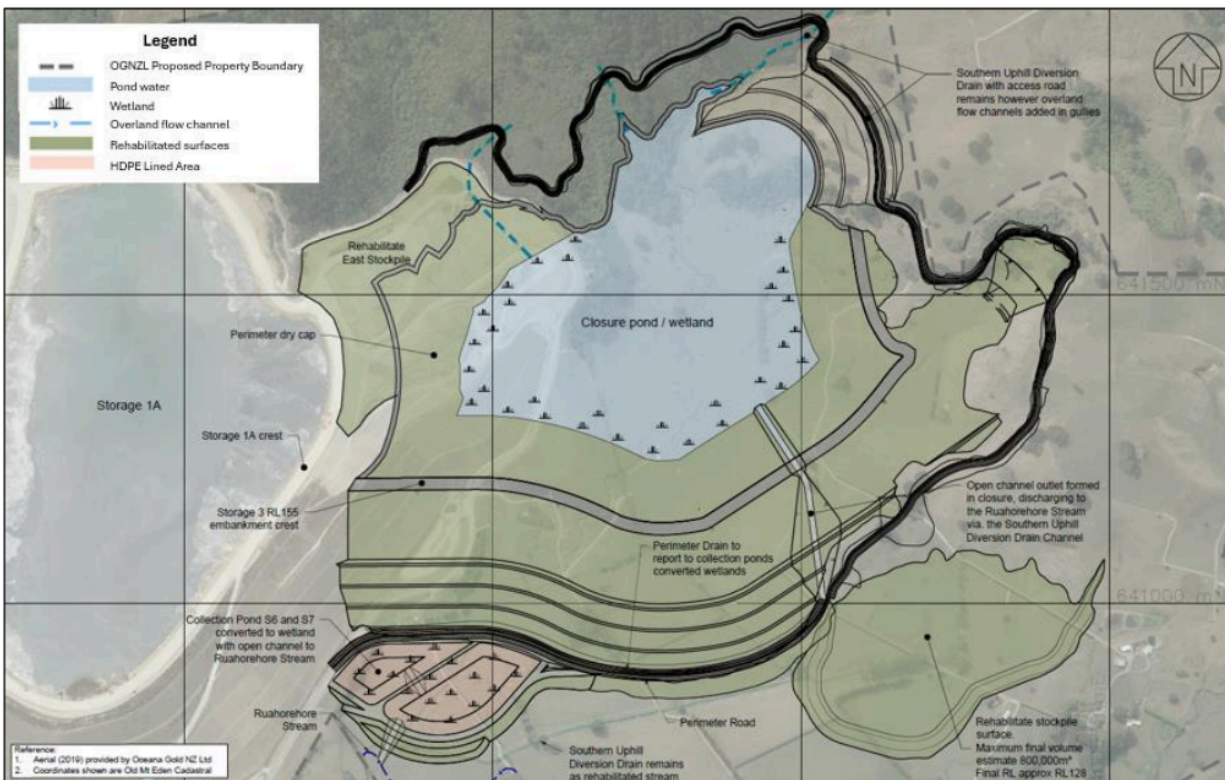 Legend
OGNZL Proposed Property Boundary
Pond water
Wetland
Overland flow channel
Rehabilitated surfaces
HDPE Lined Area
Southern Uphill Diversion
Drain with access road
remains however overland
flow channels added in gullies
N
641500 mN
Rehabilitate
East Stockpile
Closure pond / wetland
Perimeter dry cap
Storage 1A
Storage 1A crest
Storage 3 RL155
embankment crest
Open channel outlet formed
in closure, discharging to
the Ruahorehore Stream
via. the Southern Uphill
Diversion Drain Channel
Perimeter Drain to
report to collection ponds
converted wetlands
641000 mN
Collection Pond S6 and S7
converted to wetland
with open channel to
Ruahorehore Stream
Ruahorehore
Stream
Perimeter Road
Rehabilitate stockpile
surface.
Maximum final volume
estimate 800,000m³
Final RL approx RL128
Southern Uphill
Diversion Drain remains
as rehabilitated stream
Reference:
1. Aerial (2019) provided by Oceana Gold NZ Ltd
2. Coordinates shown are Old Mt Eden Cadastral